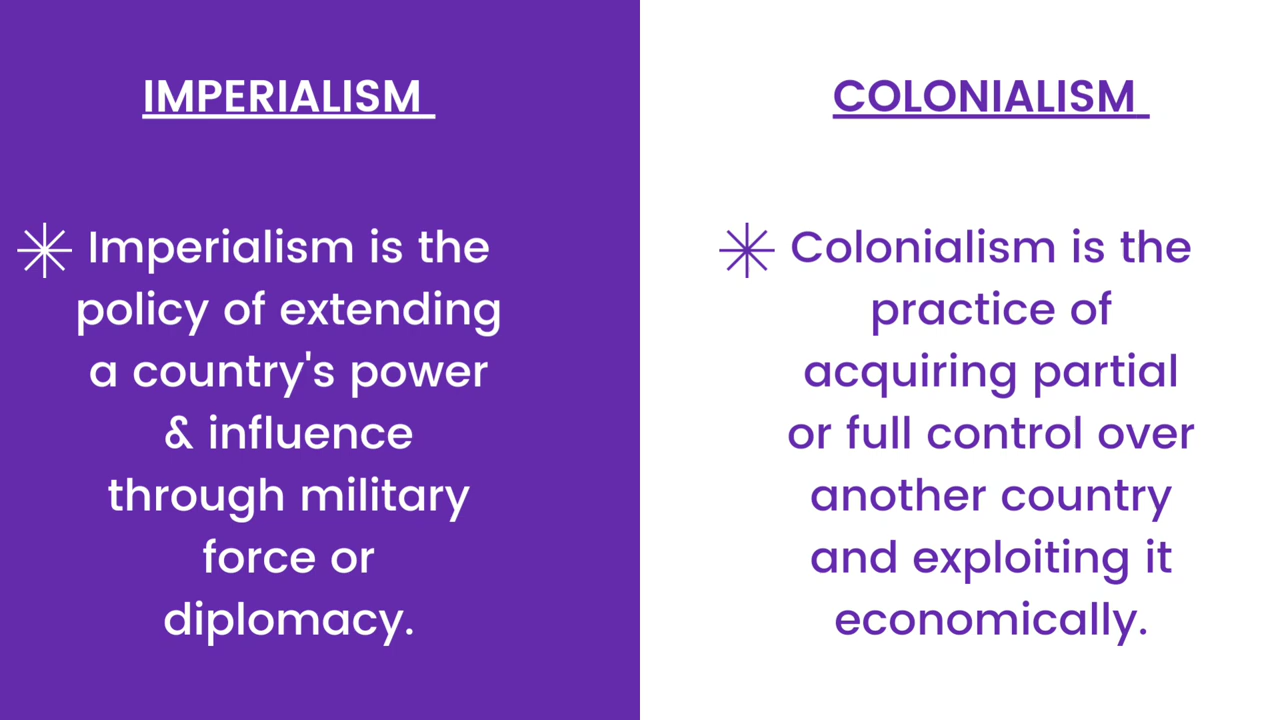 IMPERIALISM
Imperialism is the
policy of extending
a country's power
& influence
through military
force or
diplomacy.
COLONIALISM
Colonialism is the
practice of
acquiring partial
or full control over
another country
and exploiting it
economically.